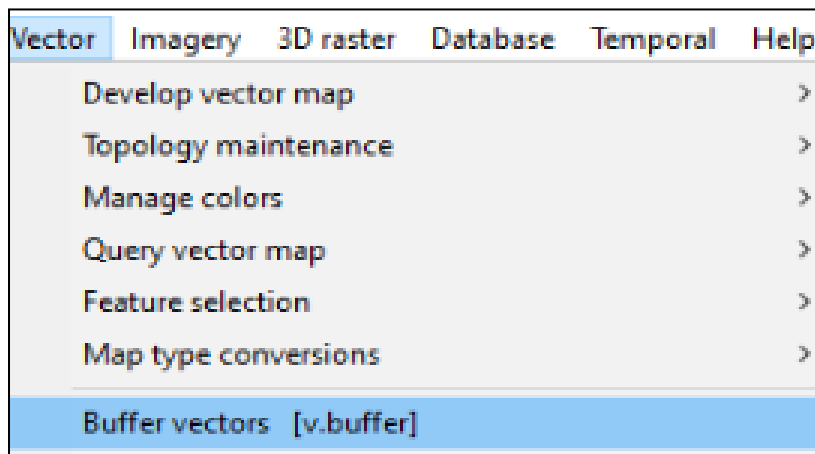 Vector Imagery 3D raster Database Temporal Help
Develop vector map >
Topology maintenance >
Manage colors >
Query vector map >
Feature selection >
Map type conversions >
Buffer vectors [v.buffer]